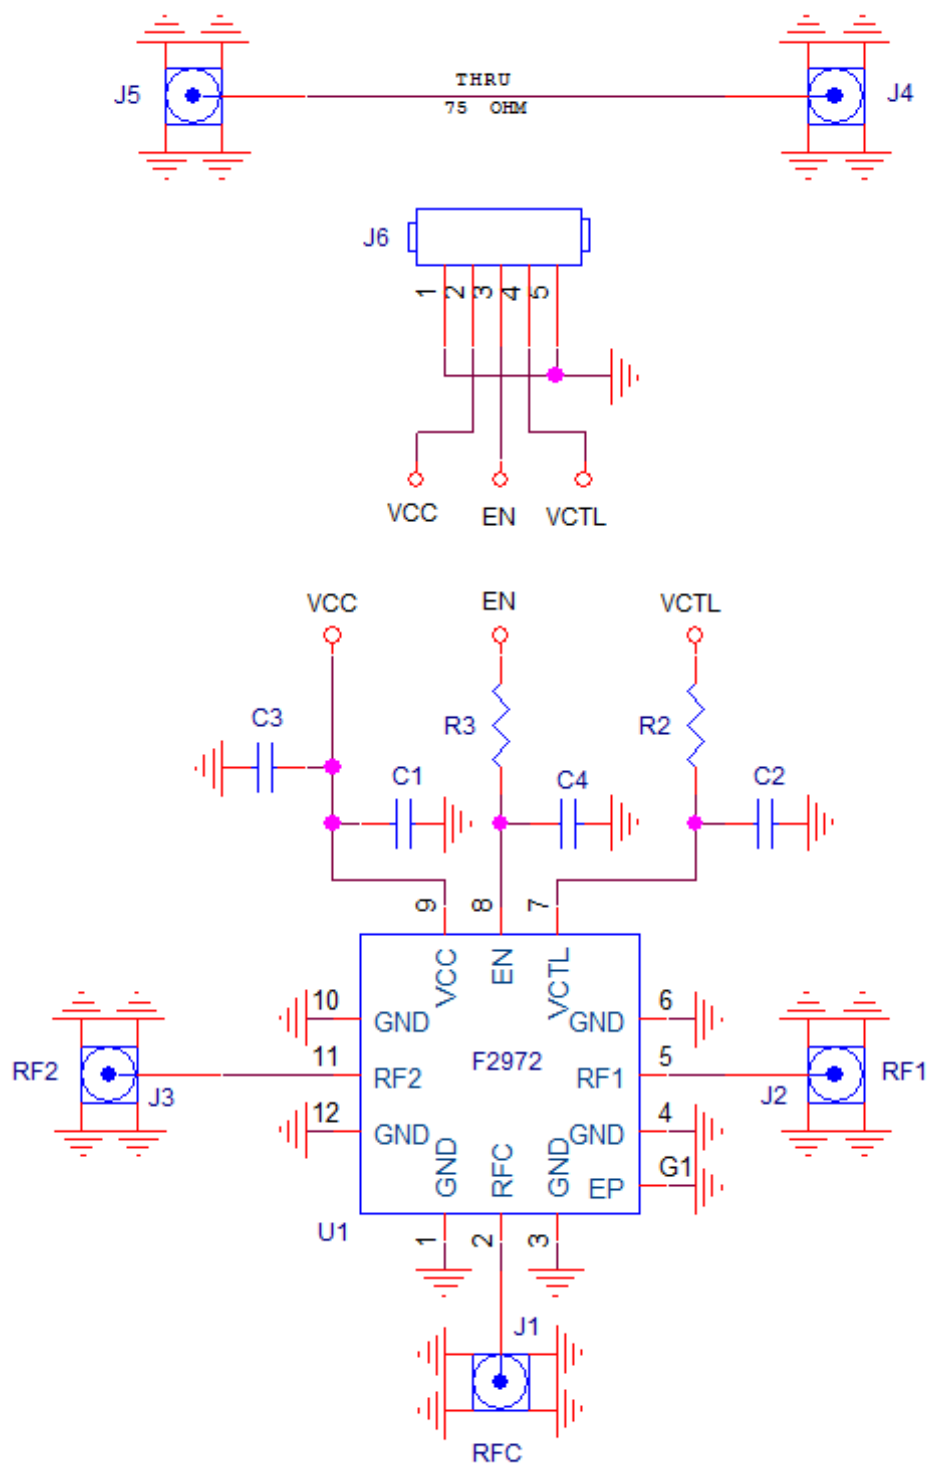 THRU
J5
J4
75 OHM
J6
1 2 3 4 5
VCC EN VCTL
VCC EN VCTL
C3 R3 R2
C1 C4 C2
9 8 7
VCC EN VCTL
10 GND GND 6
F2972
RF2 J3 11 RF2 RF1 5 J2 RF1
12 GND GND 4
GND RFC GND
EP G1
U1
1 2 3
J1
RFC